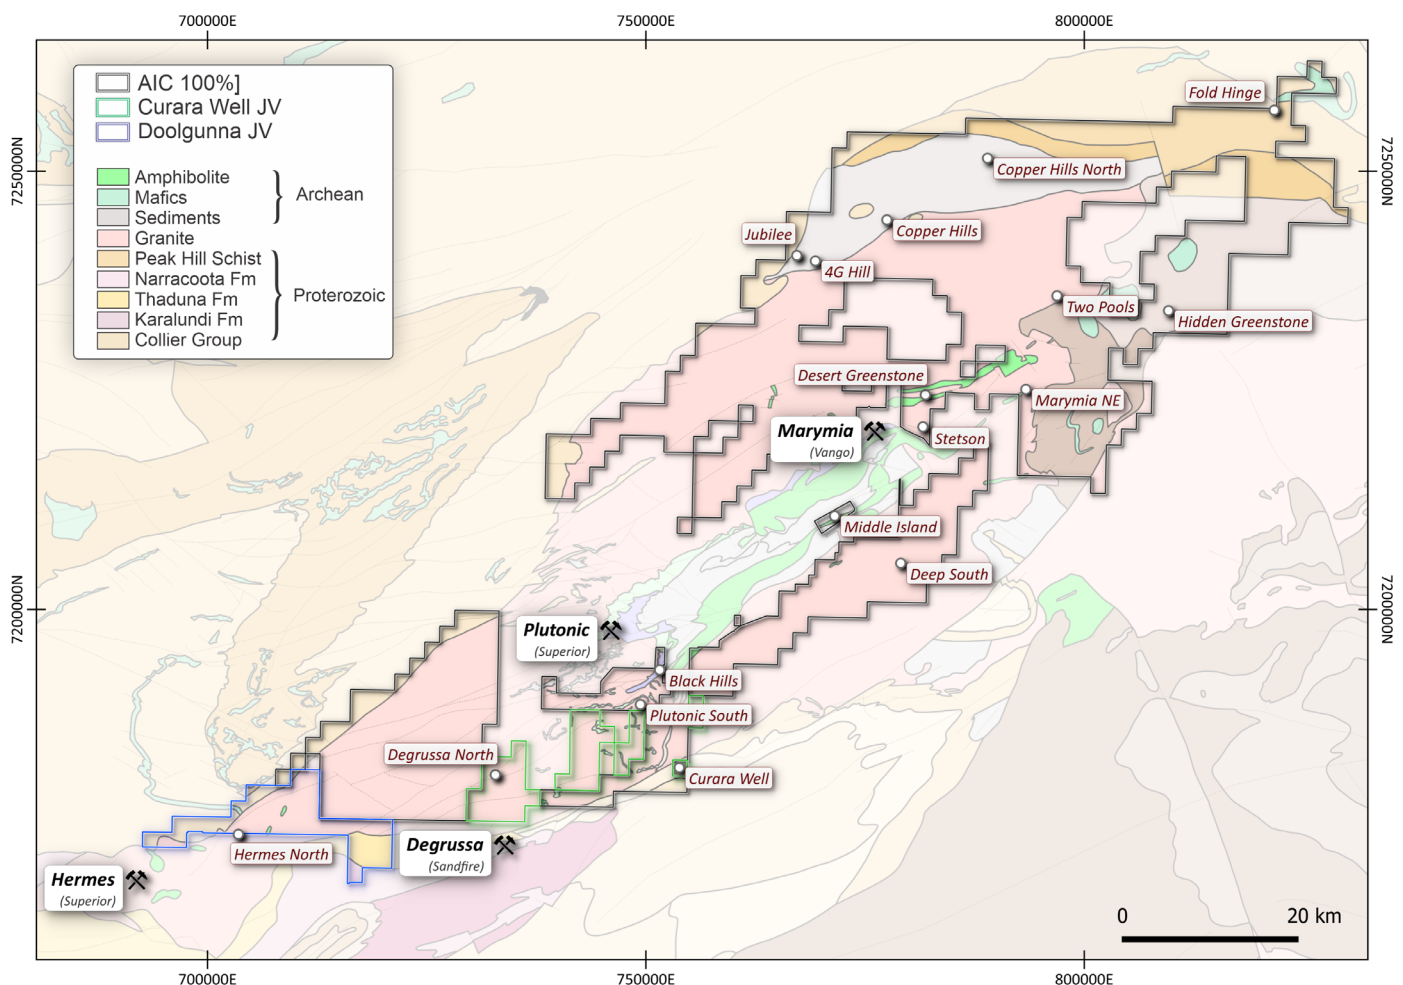 700000E
750000E
800000E
AIC 100%]
Curara Well JV
Doolgunna JV
Amphibolite
Mafics
Sediments
Archean
Granite
Peak Hill Schist
Narracoota Fm
Thaduna Fm
Karalundi Fm
Collier Group
Proterozoic
7250000N
7250000N
Fold Hinge
Copper Hills North
Copper Hills
Jubilee
4G Hill
Two Pools
Hidden Greenstone
Desert Greenstone
Marymia NE
Marymia
(Vango)
Stetson
Middle Island
Deep South
7200000N
7200000N
Plutonic
(Superior)
Black Hills
Plutonic South
Degrussa North
Curara Well
Degrussa
(Sandfire)
Hermes North
Hermes
(Superior)
0
20 km
700000E
750000E
800000E